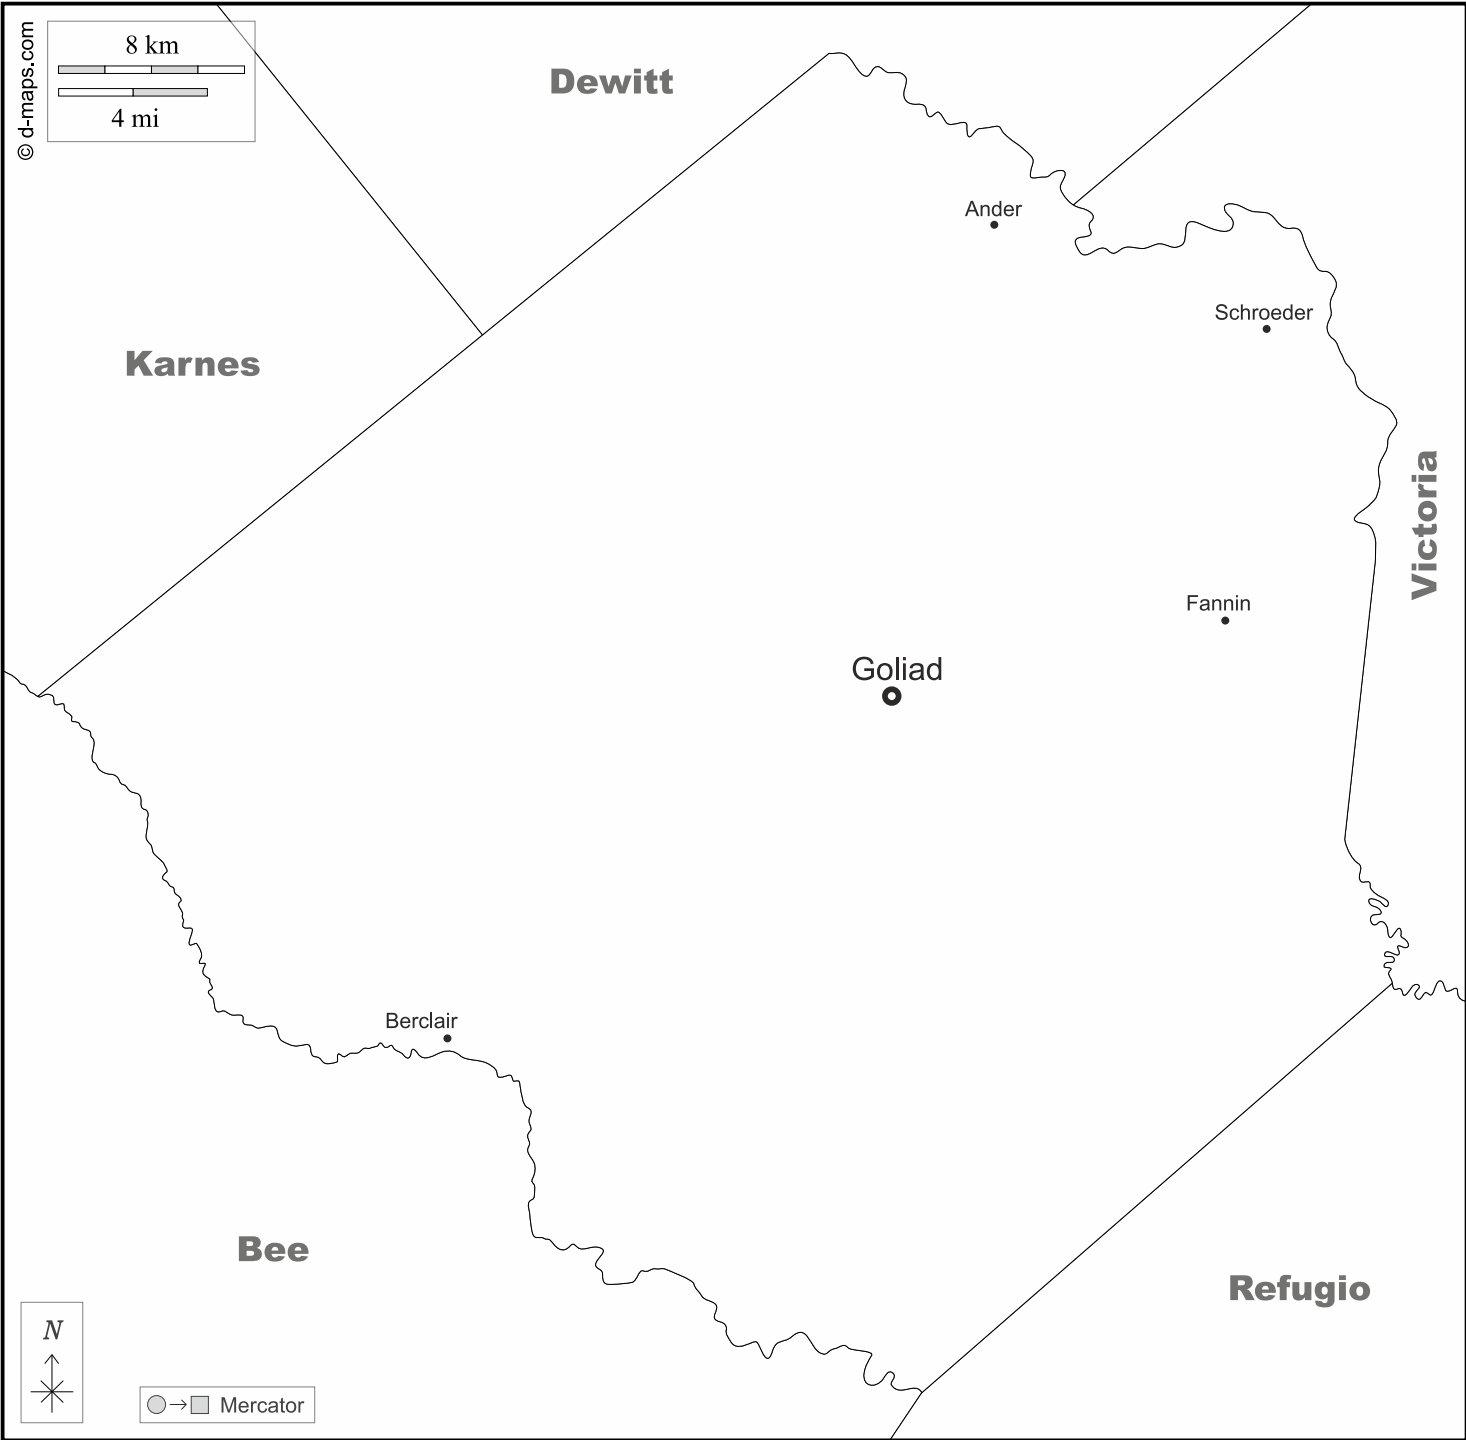 © d-maps.com
8 km
4 mi
Dewitt
Ander
Schroeder
Karnes
Victoria
Fannin
Goliad
Berclair
Bee
Refugio
N
Mercator